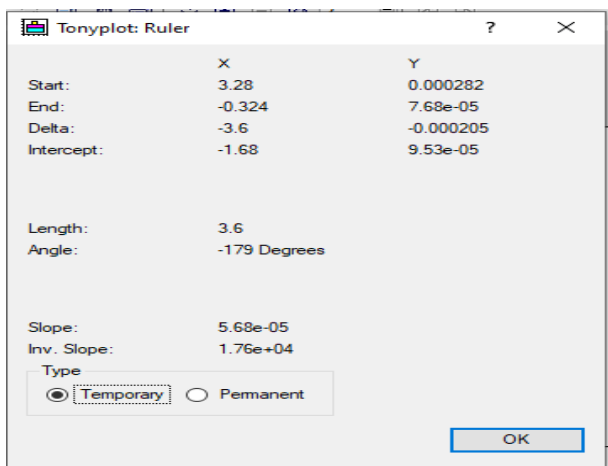 Tonyplot: Ruler ? ×
X Y
Start: 3.28 0.000282
End: -0.324 7.68e-05
Delta: -3.6 -0.000205
Intercept: -1.68 9.53e-05
Length: 3.6
Angle: -179 Degrees
Slope: 5.68e-05
Inv. Slope: 1.76e+04
Type
Temporary Permanent
OK